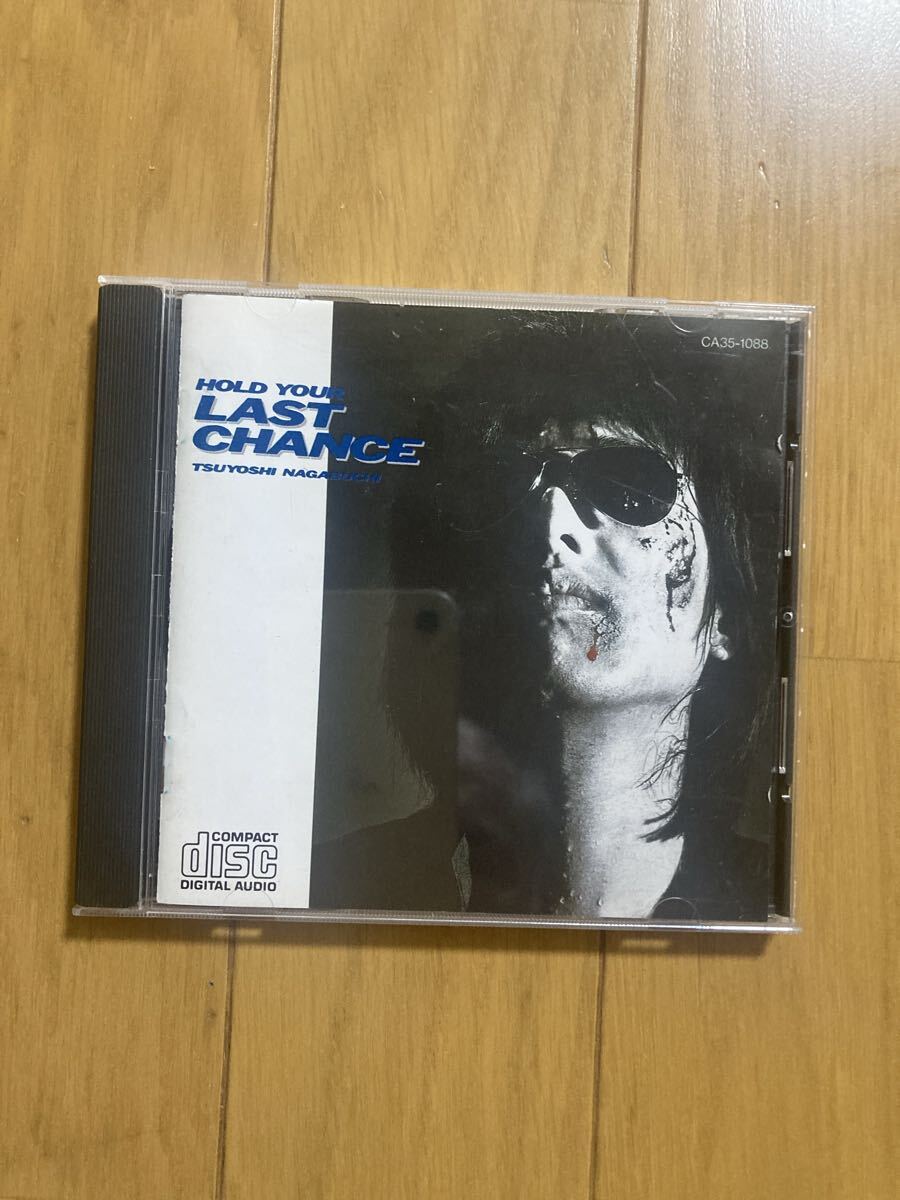 CA35-1088
HOLD YOUR
LAST
CHANCE
TSUYOSHI NAGABUCHI
COMPACT
disc
DIGITAL AUDIO